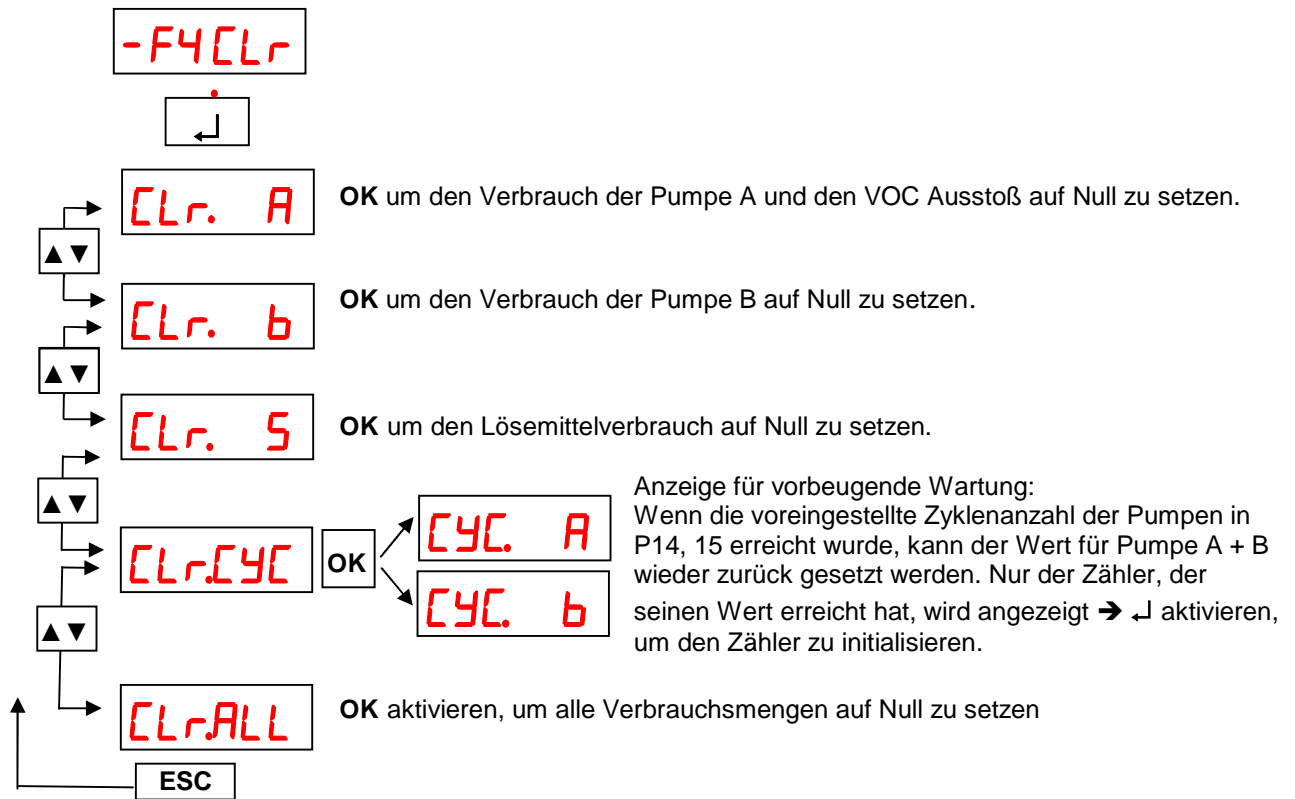 -F4CLr
↵
CLr. A
OK um den Verbrauch der Pumpe A und den VOC Ausstoß auf Null zu setzen.
▲▼
CLr. b
OK um den Verbrauch der Pumpe B auf Null zu setzen.
▲▼
CLr. S
OK um den Lösemittelverbrauch auf Null zu setzen.
▲▼
CLr.CYC
OK
CYC. A
CYC. b
Anzeige für vorbeugende Wartung:
Wenn die voreingestellte Zyklenanzahl der Pumpen in
P14, 15 erreicht wurde, kann der Wert für Pumpe A + B
wieder zurück gesetzt werden. Nur der Zähler, der
seinen Wert erreicht hat, wird angezeigt ➔ ↵ aktivieren,
um den Zähler zu initialisieren.
▲▼
CLr.ALL
OK aktivieren, um alle Verbrauchsmengen auf Null zu setzen
ESC